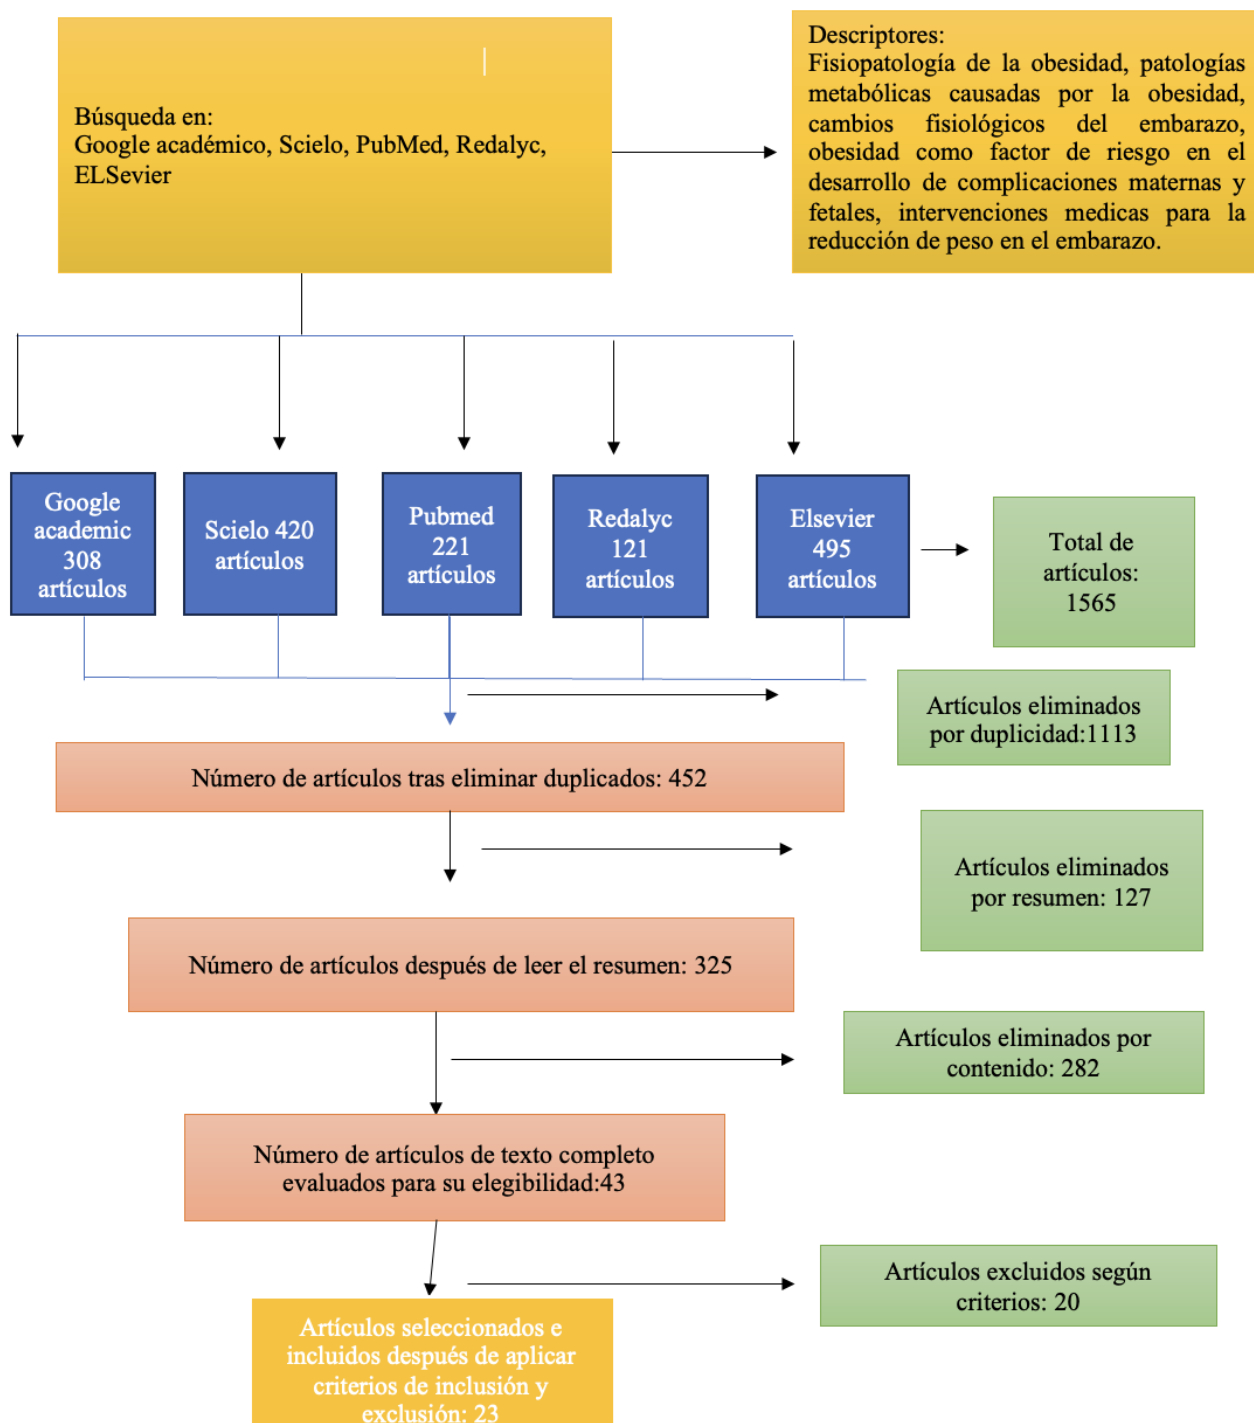 Búsqueda en:
Google académico, Scielo, PubMed, Redalyc,
ELSevier
Descriptores:
Fisiopatología de la obesidad, patologías
metabólicas causadas por la obesidad,
cambios fisiológicos del embarazo,
obesidad como factor de riesgo en el
desarrollo de complicaciones maternas y
fetales, intervenciones medicas para la
reducción de peso en el embarazo.
Google
academic
308
artículos
Scielo 420
artículos
Pubmed
221
artículos
Redalyc
121
artículos
Elsevier
495
artículos
Total de
artículos:
1565
Artículos eliminados
por duplicidad:1113
Número de artículos tras eliminar duplicados: 452
Artículos eliminados
por resumen: 127
Número de artículos después de leer el resumen: 325
Artículos eliminados por
contenido: 282
Número de artículos de texto completo
evaluados para su elegibilidad:43
Artículos excluidos según
criterios: 20
Artículos seleccionados e
incluidos después de aplicar
criterios de inclusión y
exclusión: 23